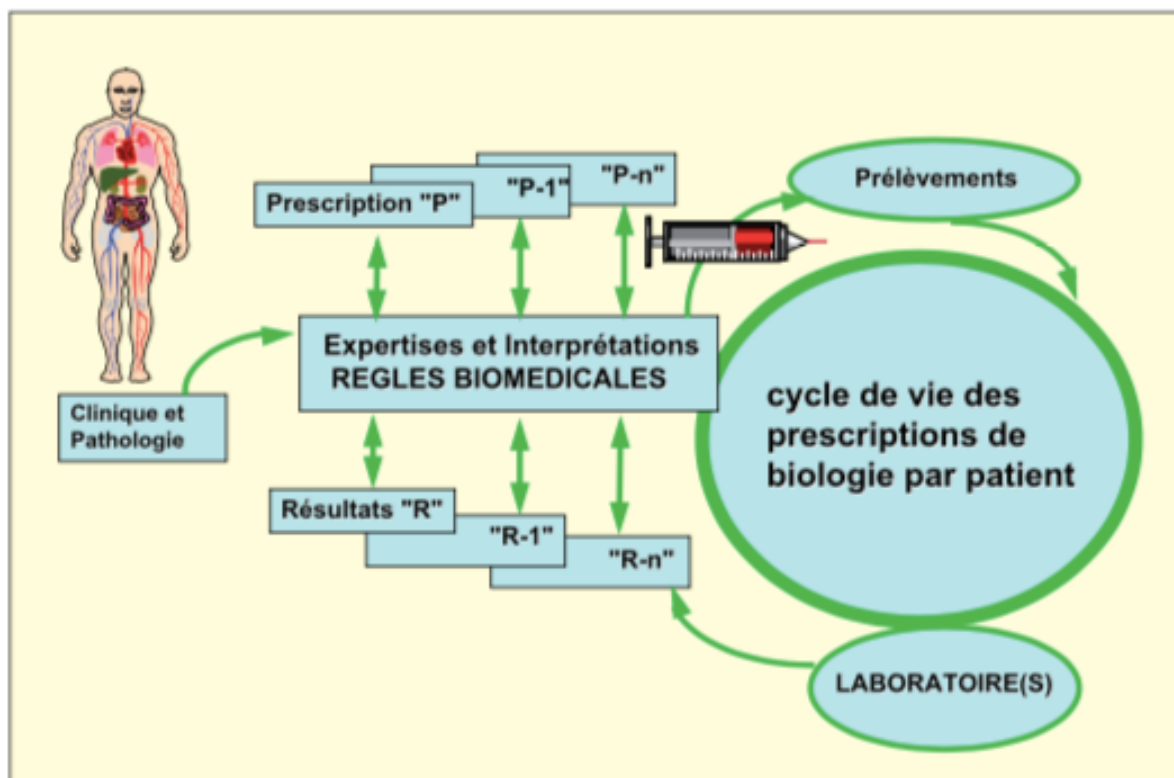 "P-n"
"P-1"
Prescription "P"
Prélèvements
Expertises et Interprétations
REGLES BIOMEDICALES
Clinique et
Pathologie
cycle de vie des
prescriptions de
biologie par patient
Résultats "R"
"R-1"
"R-n"
LABORATOIRE(S)